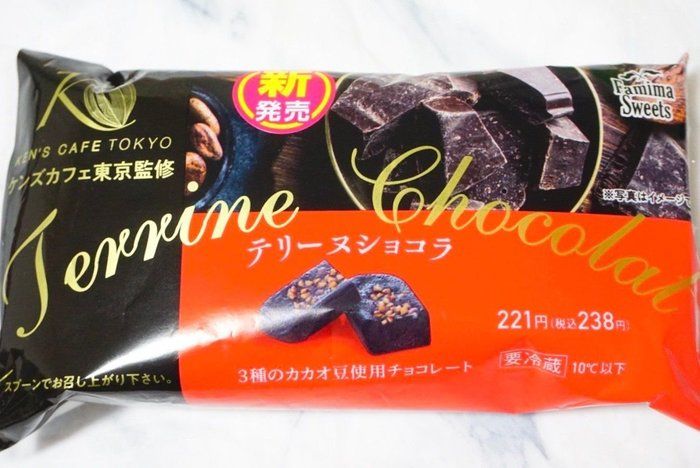 新
発売
Famima
Sweets
KEN'S CAFE TOKYO
ケンズカフェ東京監修
※写真はイメージで
Terrine Chocolat
テリーヌショコラ
221円(税込238円)
3種のカカオ豆使用チョコレート
要冷蔵 10℃以下
スプーンでお召し上がり下さい。